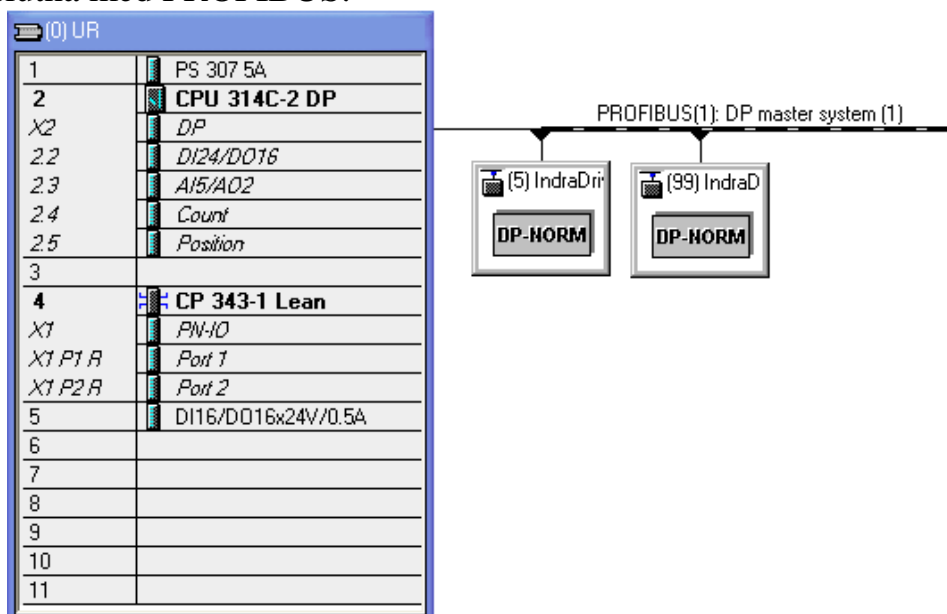 med PROFIBUS.
(0) UR
1 PS 307 5A
2 CPU 314C-2 DP
X2 DP
2.2 DI24/DO16
2.3 AI5/AO2
2.4 Count
2.5 Position
3
4 CP 343-1 Lean
X1 PN-IO
X1 P1 R Port 1
X1 P2 R Port 2
5 DI16/DO16x24V/0.5A
6
7
8
9
10
11
PROFIBUS(1): DP master system (1)
(5) IndraDri
DP-NORM
(99) IndraD
DP-NORM